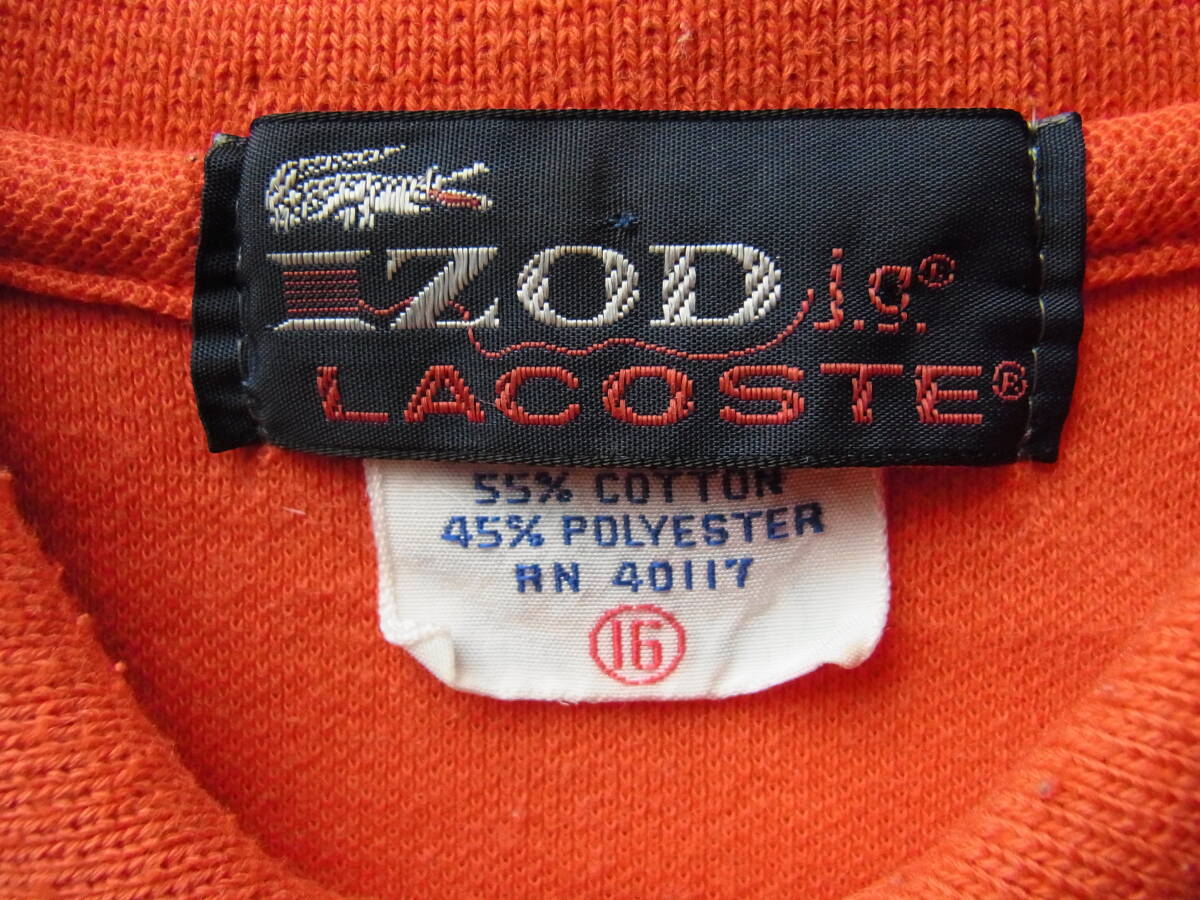 IZOD j.g.®
LACOSTE®
55% COTTON
45% POLYESTER
RN 40117
16